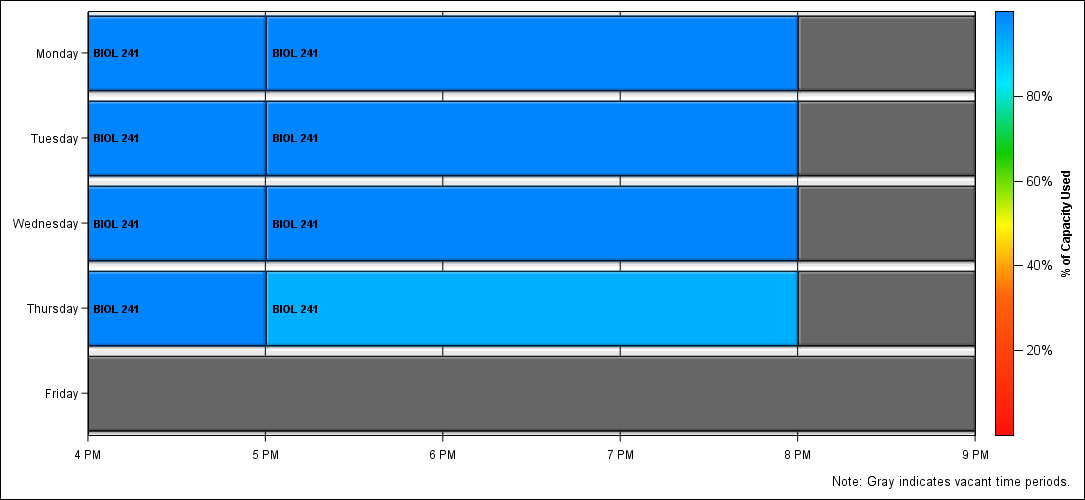 Monday
BIOL 241
BIOL 241
Tuesday
BIOL 241
BIOL 241
Wednesday
BIOL 241
BIOL 241
Thursday
BIOL 241
BIOL 241
Friday
4 PM
5 PM
6 PM
7 PM
8 PM
9 PM
80%
60%
40%
20%
% of Capacity Used
Note: Gray indicates vacant time periods.